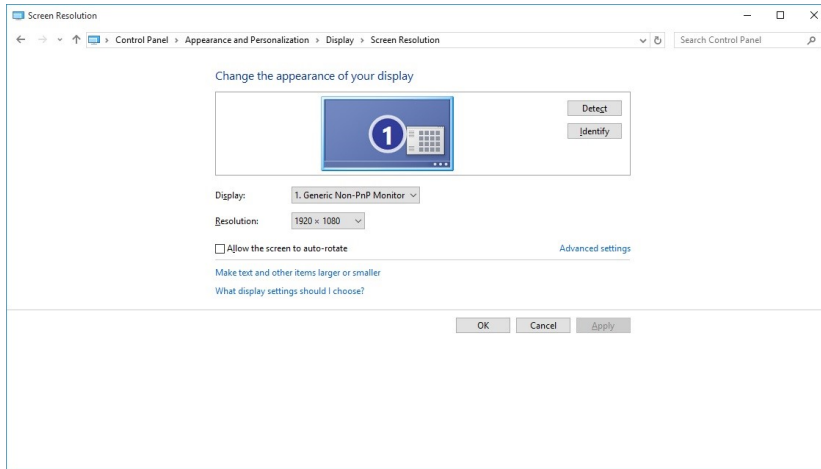 Screen Resolution
Control Panel > Appearance and Personalization > Display > Screen Resolution
Search Control Panel
Change the appearance of your display
1
Detect
Identify
Display: 1. Generic Non-PnP Monitor
Resolution: 1920 × 1080
Allow the screen to auto-rotate Advanced settings
Make text and other items larger or smaller
What display settings should I choose?
OK Cancel Apply